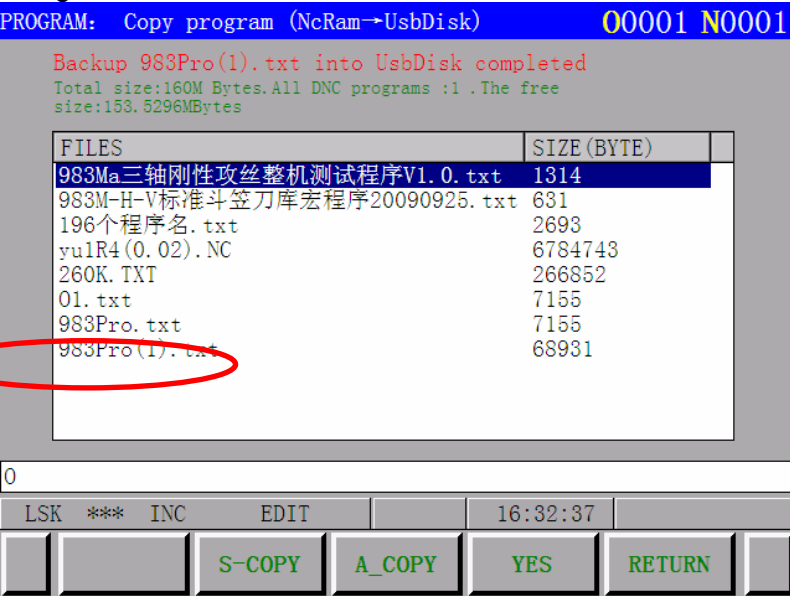 PROGRAM: Copy program (NcRam→UsbDisk) O0001 N0001
Backup 983Pro(1).txt into UsbDisk completed
Total size:160M Bytes.All DNC programs :1 .The free
size:153.5296MBytes
FILES SIZE(BYTE)
983Ma三轴刚性攻丝整机测试程序V1.0.txt 1314
983M-H-V标准斗笠刀库宏程序20090925.txt 631
196个程序名.txt 2693
yu1R4(0.02).NC 6784743
260K.TXT 266852
O1.txt 7155
983Pro.txt 7155
983Pro(1).txt 68931
O
LSK *** INC EDIT 16:32:37
S-COPY A_COPY YES RETURN